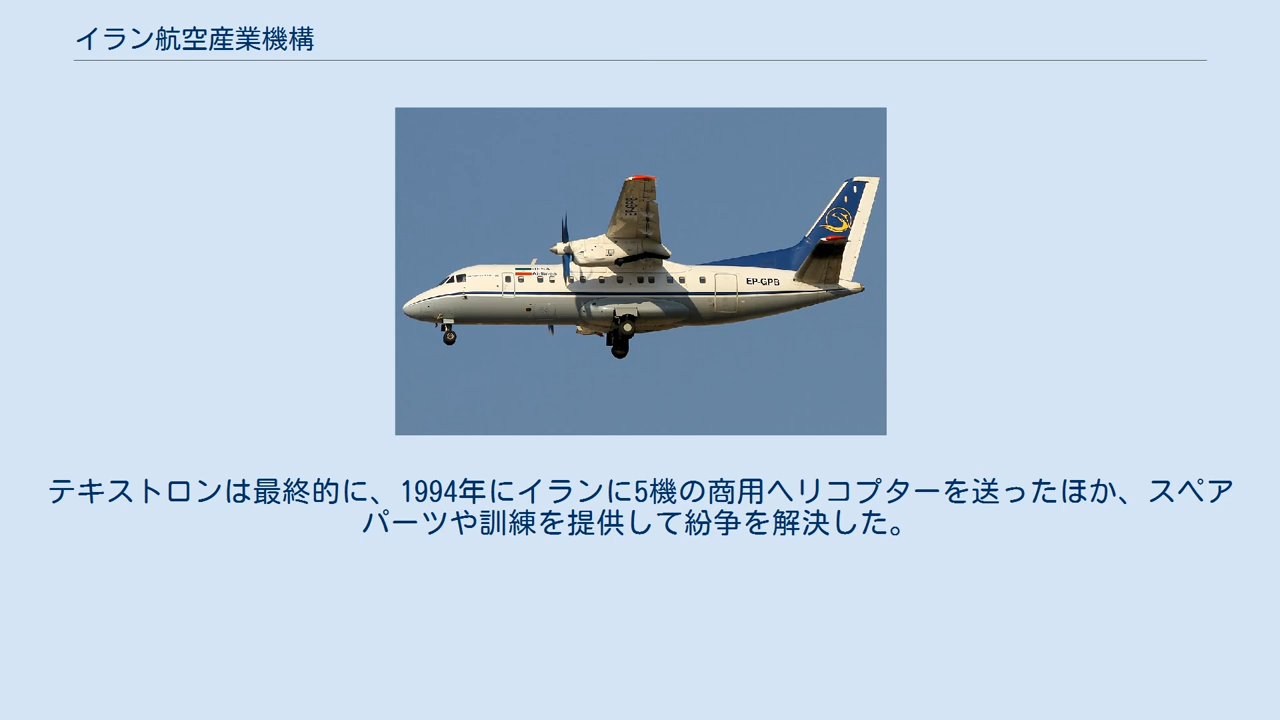 イラン航空産業機構
EP-GPB
テキストロンは最終的に、1994年にイランに5機の商用ヘリコプターを送ったほか、スペア
パーツや訓練を提供して紛争を解決した。